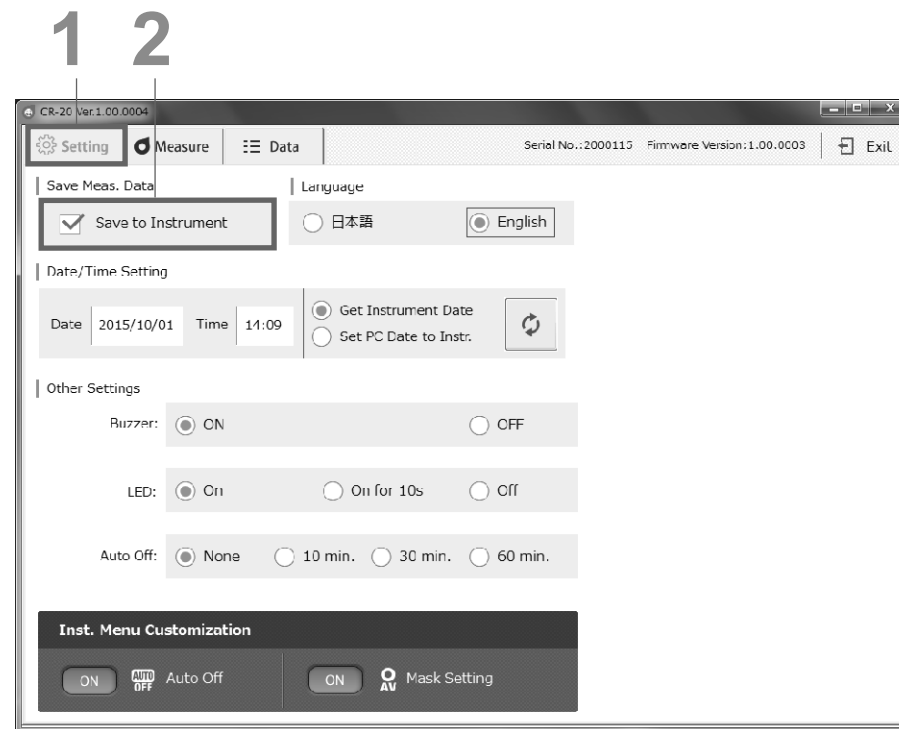 1 2
CR-20 Ver.1.00.0004
Setting Measure Data Serial No.:2000115 Firmware Version:1.00.0003 Exit
Save Meas. Data Language
Save to Instrument 日本語 English
Date/Time Setting
Date 2015/10/01 Time 14:09 Get Instrument Date
Set PC Date to Instr.
Other Settings
Buzzer: ON OFF
LED: On On for 10s Off
Auto Off: None 10 min. 30 min. 60 min.
Inst. Menu Customization
ON AUTO OFF Auto Off ON AV Mask Setting